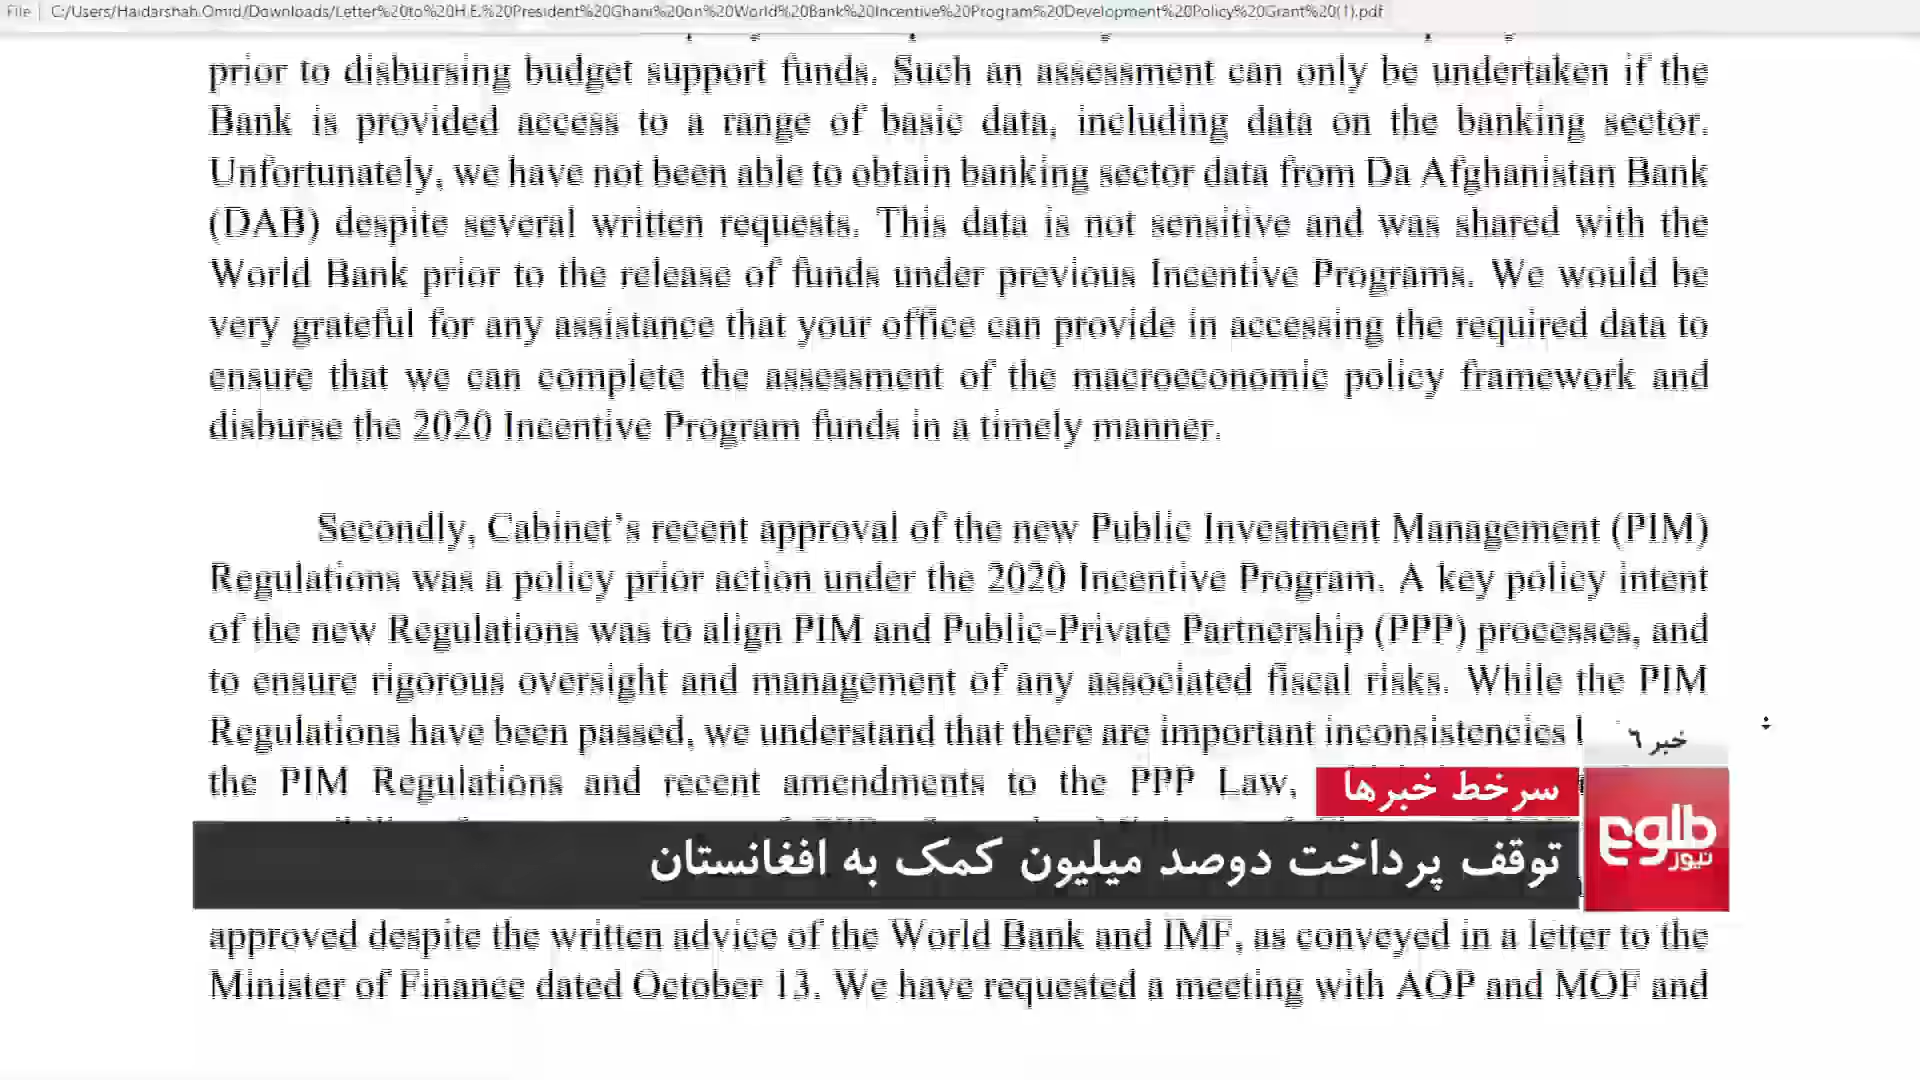 File | C:/Users/Haidarshah.Omid/Downloads/Letter%20to%20H.E.%20President%20Ghani%20on%20World%20Bank%20Incentive%20Program%20Development%20Policy%20Grant%20(1).pdf
prior to disbursing budget support funds. Such an assessment can only be undertaken if the
Bank is provided access to a range of basic data, including data on the banking sector.
Unfortunately, we have not been able to obtain banking sector data from Da Afghanistan Bank
(DAB) despite several written requests. This data is not sensitive and was shared with the
World Bank prior to the release of funds under previous Incentive Programs. We would be
very grateful for any assistance that your office can provide in accessing the required data to
ensure that we can complete the assessment of the macroeconomic policy framework and
disburse the 2020 Incentive Program funds in a timely manner.
Secondly, Cabinet's recent approval of the new Public Investment Management (PIM)
Regulations was a policy prior action under the 2020 Incentive Program. A key policy intent
of the new Regulations was to align PIM and Public-Private Partnership (PPP) processes, and
to ensure rigorous oversight and management of any associated fiscal risks. While the PIM
Regulations have been passed, we understand that there are important inconsistencies
the PIM Regulations and recent amendments to the PPP Law,
خبر ٦
سرخط خبرها
طلوع
نیوز
توقف پرداخت دوصد میلیون کمک به افغانستان
approved despite the written advice of the World Bank and IMF, as conveyed in a letter to the
Minister of Finance dated October 13. We have requested a meeting with AOP and MOF and